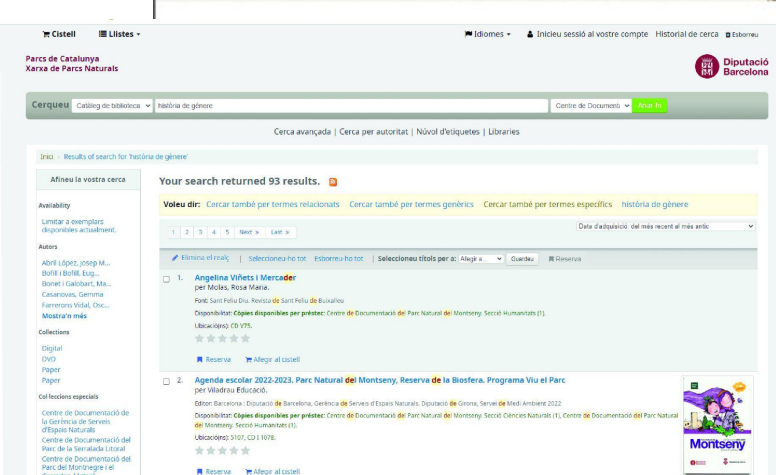 Cistell Llistes Idiomes Inicieu sessió al vostre compte Historial de cerca Esborreu
Parcs de Catalunya
Xarxa de Parcs Naturals
Diputació
Barcelona
Cerqueu Catàleg de biblioteca història de gènere Centre de Documentó
Cerca avançada | Cerca per autoritat | Núvol d'etiquetes | Libraries
Inici Results of search for 'història de gènere'
Afineu la vostra cerca
Availability
Limitar a exemplars
disponibles actualment.
Autors
Abril López, Josep M...
Bofill i Bofill, Eug...
Bonet i Galobart, Ma...
Casanovas, Gemma
Farrerons Vidal, Osc...
Mostra'n més
Collections
Digital
DVD
Paper
Paper
Col·leccions especials
Centre de Documentació de
la Gerència de Serveis
d'Espais Naturals
Centre de Documentació del
Parc de la Serralada Litoral
Centre de Documentació del
Parc del Montnegre i el
Your search returned 93 results.
Voleu dir: Cercar també per termes relacionats Cercar també per termes genèrics Cercar també per termes específics història de gènere
1 2 3 4 5 Next » Last »
Data d'adquisició: del més recent al més antic
Elimina el realç | Seleccioneu-ho tot Esborreu-ho tot | Seleccioneu títols per a: Afegir a... Guardeu Reserva
1. Angelina Viñets i Mercader
per Molas, Rosa Maria.
Font: Sant Feliu Diu. Revista de Sant Feliu de Buixalleu
Disponibilitat: Còpies disponibles per préstec: Centre de Documentació del Parc Natural del Montseny. Secció Humanitats (1).
Ubicació(ns): CD V75.
Reserva Afegir al cistell
2. Agenda escolar 2022-2023. Parc Natural del Montseny, Reserva de la Biosfera. Programa Viu el Parc
per Viladrau Educació.
Editor: Barcelona : Diputació de Barcelona, Gerència de Serveis d'Espais Naturals. Diputació de Girona, Servei de Medi Ambient 2022
Disponibilitat: Còpies disponibles per préstec: Centre de Documentació del Parc Natural del Montseny. Secció Ciències Naturals (1), Centre de Documentació del Parc Natural
del Montseny. Secció Humanitats (1).
Ubicació(ns): 5107, CD I 1078.
Reserva Afegir al cistell
Montseny